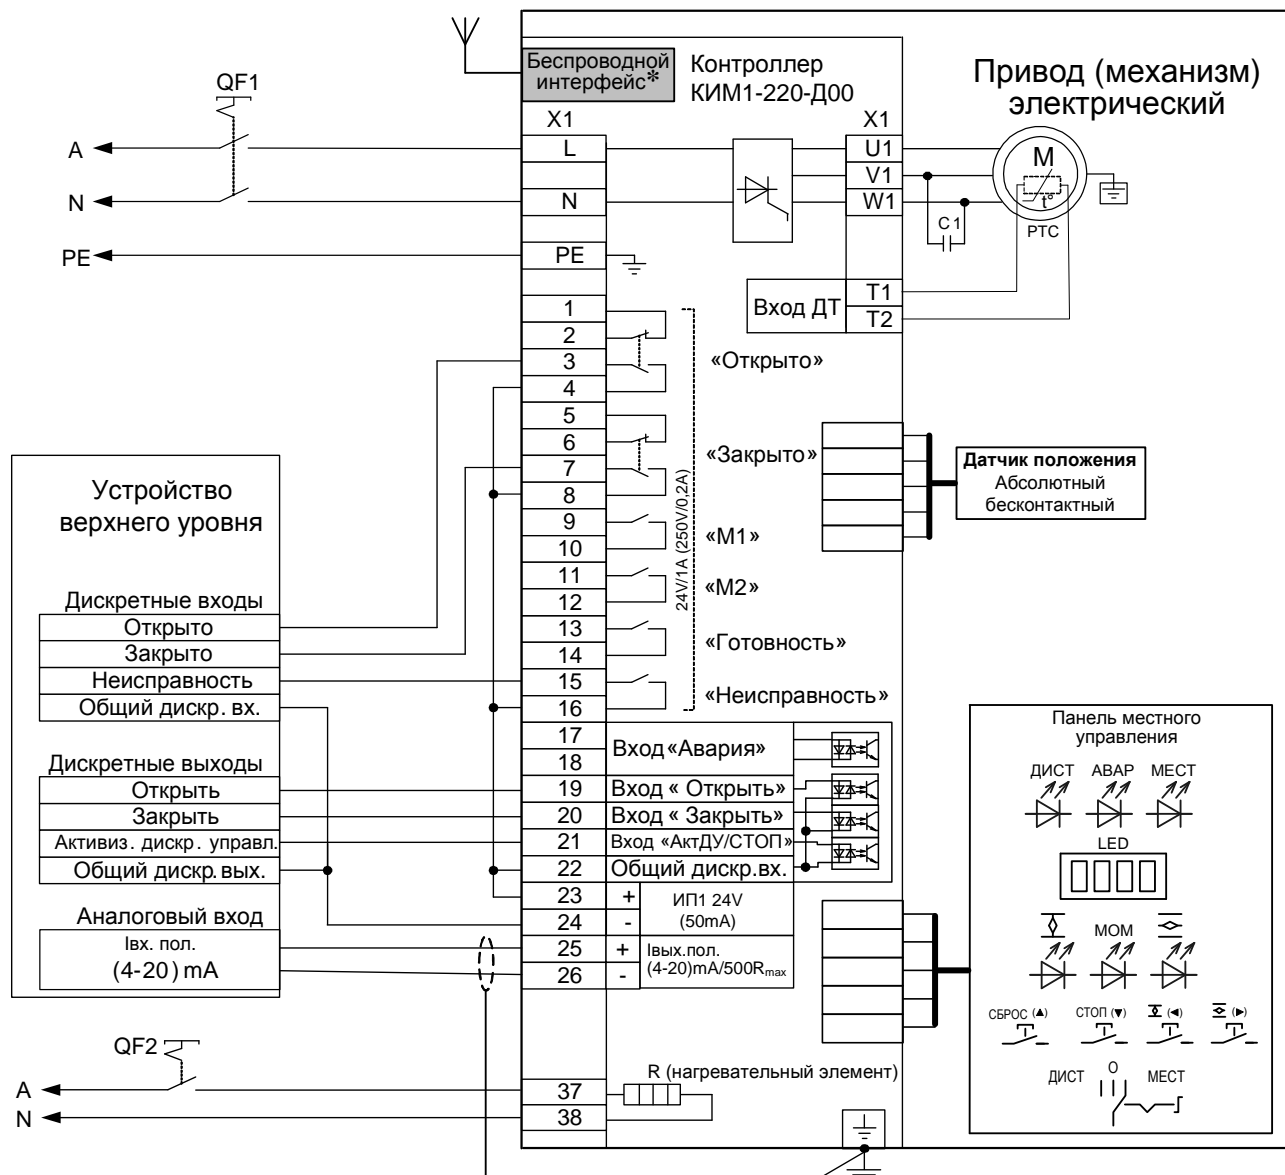 Беспроводной
интерфейс*
Контроллер
КИМ1-220-Д00
Привод (механизм)
электрический
QF1
X1
X1
A
L
U1
M
V1
N
N
W1
t°
C1
PTC
PE
PE
Вход ДТ
T1
T2
1
2
3
4
«Открыто»
5
6
7
8
«Закрыто»
9
10
«М1»
11
12
«М2»
13
14
«Готовность»
15
16
«Неисправность»
24V/1A (250V/0,2A)
Датчик положения
Абсолютный
бесконтактный
Устройство
верхнего уровня
Дискретные входы
Открыто
Закрыто
Неисправность
Общий дискр. вх.
Дискретные выходы
Открыть
Закрыть
Активиз. дискр. управл.
Общий дискр. вых.
Аналоговый вход
Iвх. пол.
(4-20) mA
17
18
Вход «Авария»
19
Вход « Открыть»
20
Вход « Закрыть»
21
Вход «АктДУ/СТОП»
22
Общий дискр.вх.
23
+
24
-
ИП1 24V
(50mA)
25
+
26
-
Iвых.пол.
(4-20)mA/500Rmax
Панель местного
управления
ДИСТ АВАР МЕСТ
LED
МОМ
СБРОС (▲)
СТОП (▼)
(◄)
(►)
ДИСТ
O
МЕСТ
QF2
A
37
N
38
R (нагревательный элемент)